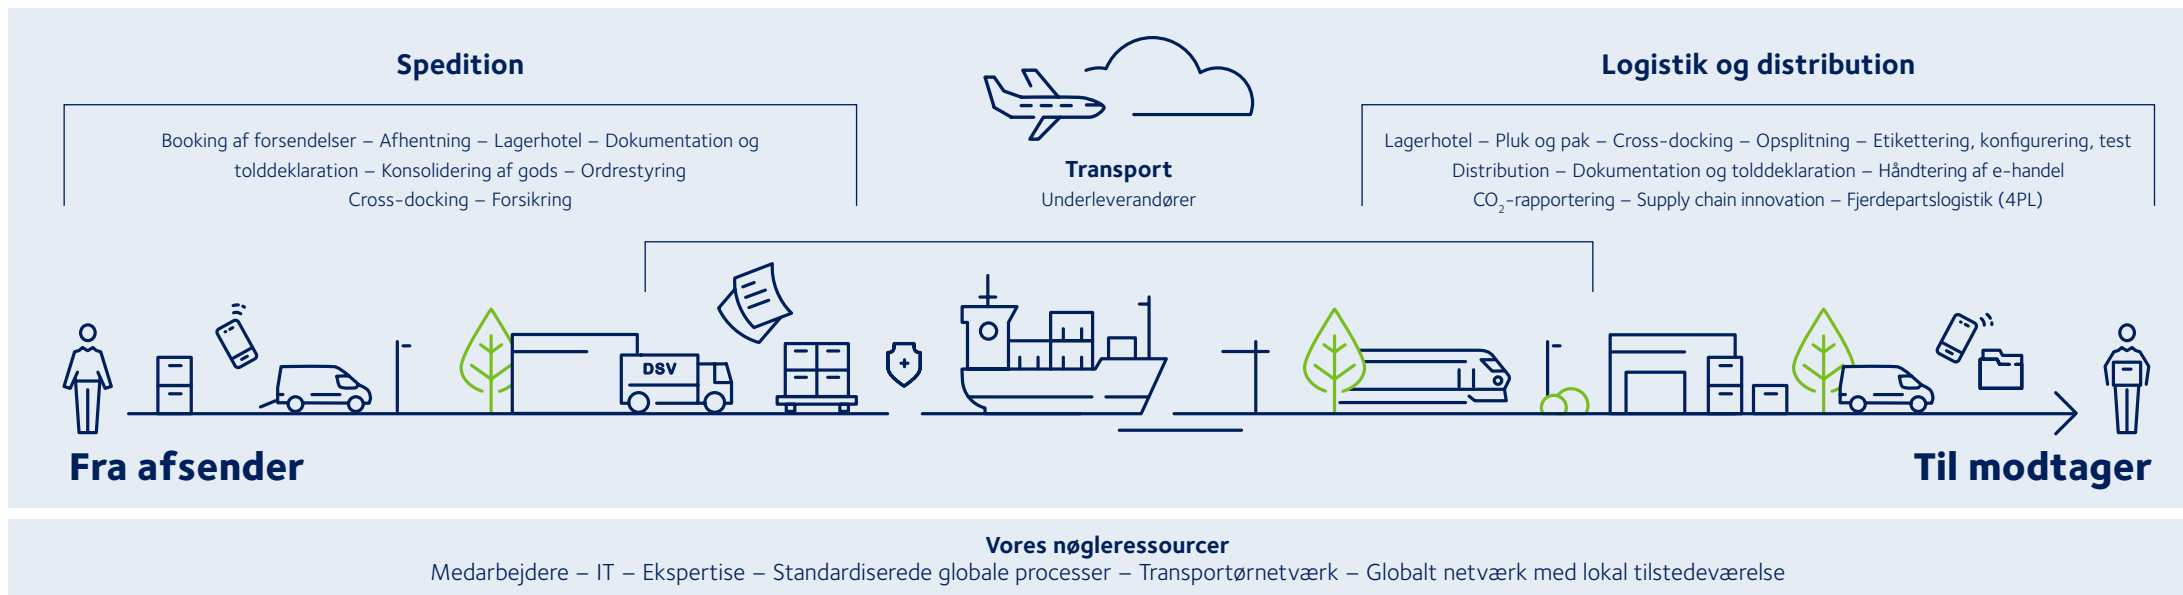 Spedition
Booking af forsendelser – Afhentning – Lagerhotel – Dokumentation og
tolddeklaration – Konsolidering af gods – Ordrestyring
Cross-docking – Forsikring
Transport
Underleverandører
Logistik og distribution
Lagerhotel – Pluk og pak – Cross-docking – Opsplitning – Etikettering, konfigurering, test
Distribution – Dokumentation og tolddeklaration – Håndtering af e-handel
CO₂-rapportering – Supply chain innovation – Fjerdepartslogistik (4PL)
DSV
Fra afsender
Til modtager
Vores nøgleressourcer
Medarbejdere – IT – Ekspertise – Standardiserede globale processer – Transportørnetværk – Globalt netværk med lokal tilstedeværelse